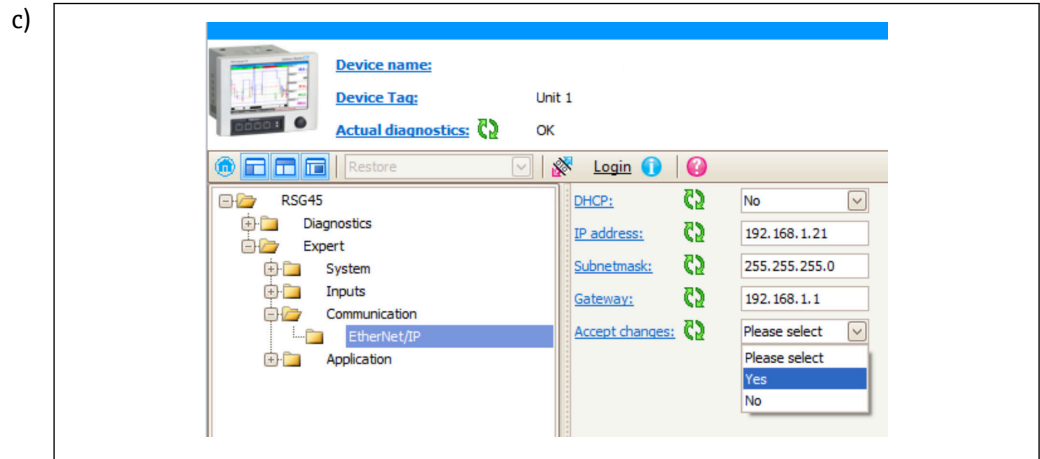 c)
Device name:
Device Tag: Unit 1
Actual diagnostics: OK
Restore Login
RSG45
Diagnostics
Expert
System
Inputs
Communication
EtherNet/IP
Application
DHCP: No
IP address: 192.168.1.21
Subnetmask: 255.255.255.0
Gateway: 192.168.1.1
Accept changes: Please select
Please select
Yes
No